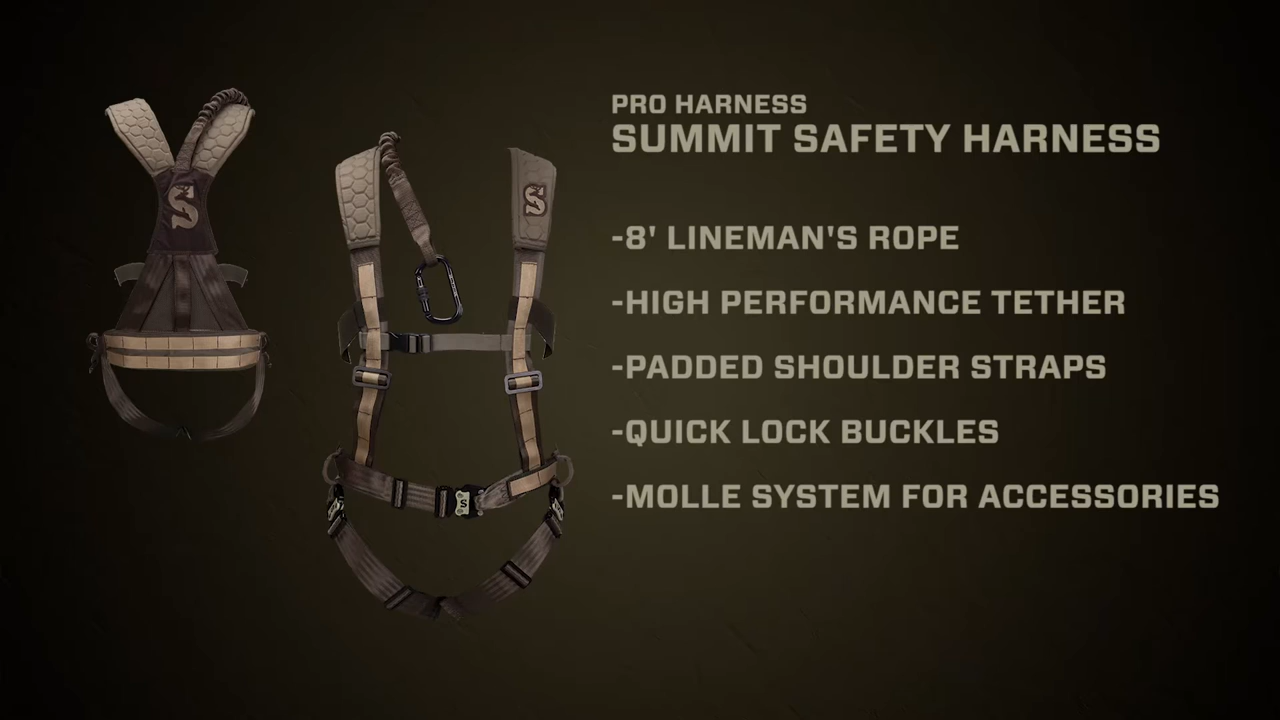 PRO HARNESS
SUMMIT SAFETY HARNESS
-8' LINEMAN'S ROPE
-HIGH PERFORMANCE TETHER
-PADDED SHOULDER STRAPS
-QUICK LOCK BUCKLES
-MOLLE SYSTEM FOR ACCESSORIES